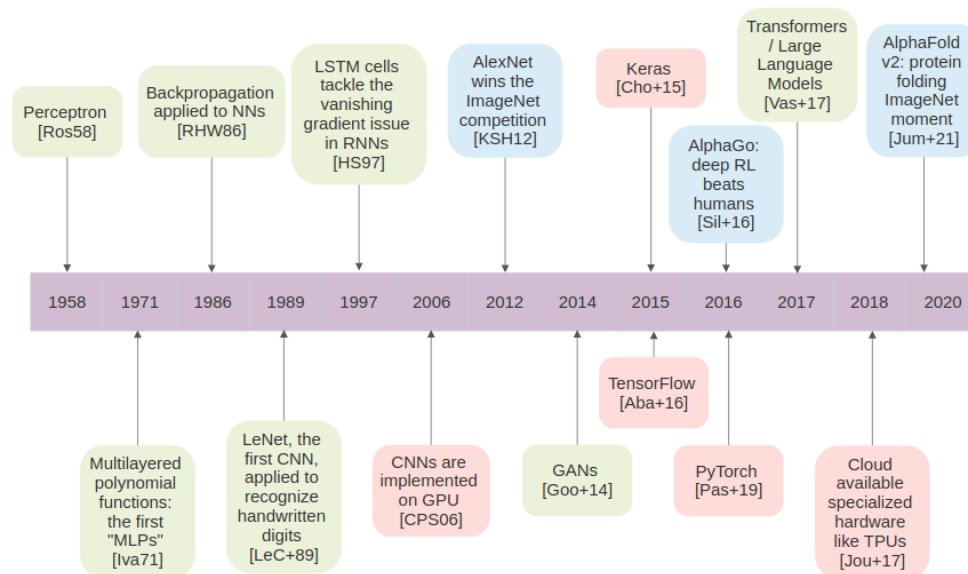 Perceptron
[Ros58]
Backpropagation
applied to NNs
[RHW86]
LSTM cells
tackle the
vanishing
gradient issue
in RNNs
[HS97]
AlexNet
wins the
ImageNet
competition
[KSH12]
Keras
[Cho+15]
AlphaGo:
deep RL
beats
humans
[Sil+16]
Transformers
/ Large
Language
Models
[Vas+17]
AlphaFold
v2: protein
folding
ImageNet
moment
[Jum+21]
1958 1971 1986 1989 1997 2006 2012 2014 2015 2016 2017 2018 2020
Multilayered
polynomial
functions:
the first
"MLPs"
[Iva71]
LeNet, the
first CNN,
applied to
recognize
handwritten
digits
[LeC+89]
CNNs are
implemented
on GPU
[CPS06]
GANs
[Goo+14]
TensorFlow
[Aba+16]
PyTorch
[Pas+19]
Cloud
available
specialized
hardware
like TPUs
[Jou+17]